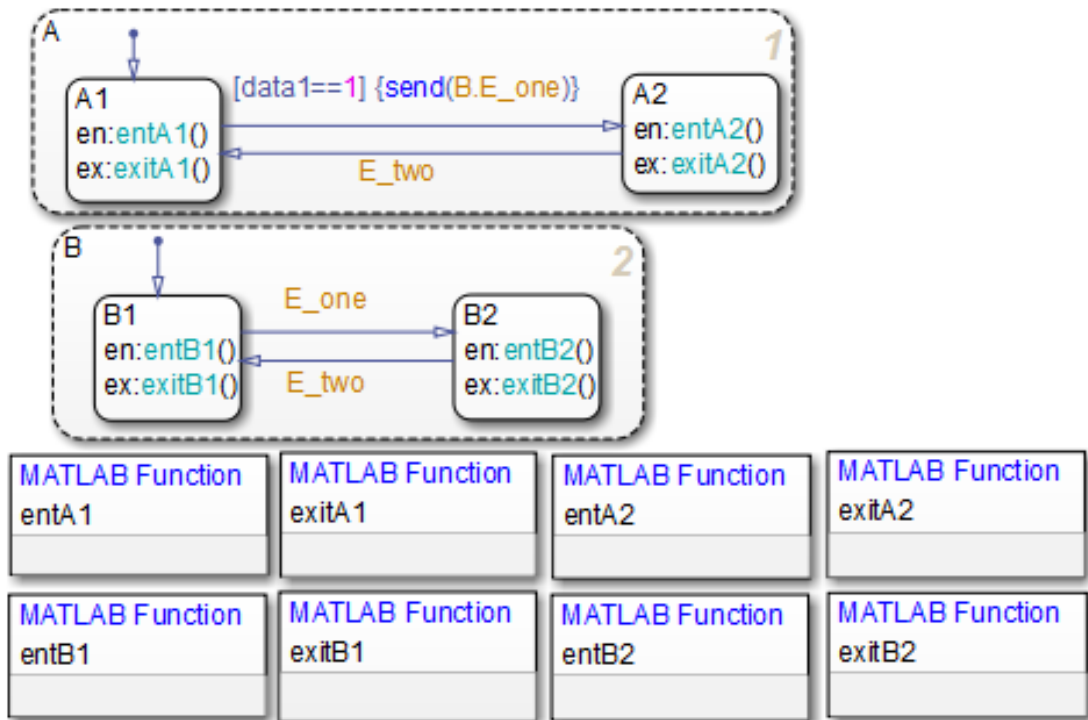 A
1
[data1==1] {send(B.E_one)}
A1
en:entA1()
ex:exitA1()
A2
en:entA2()
ex:exitA2()
E_two
B
2
E_one
B1
en:entB1()
ex:exitB1()
B2
en:entB2()
ex:exitB2()
E_two
MATLAB Function
entA1
MATLAB Function
exitA1
MATLAB Function
entA2
MATLAB Function
exitA2
MATLAB Function
entB1
MATLAB Function
exitB1
MATLAB Function
entB2
MATLAB Function
exitB2